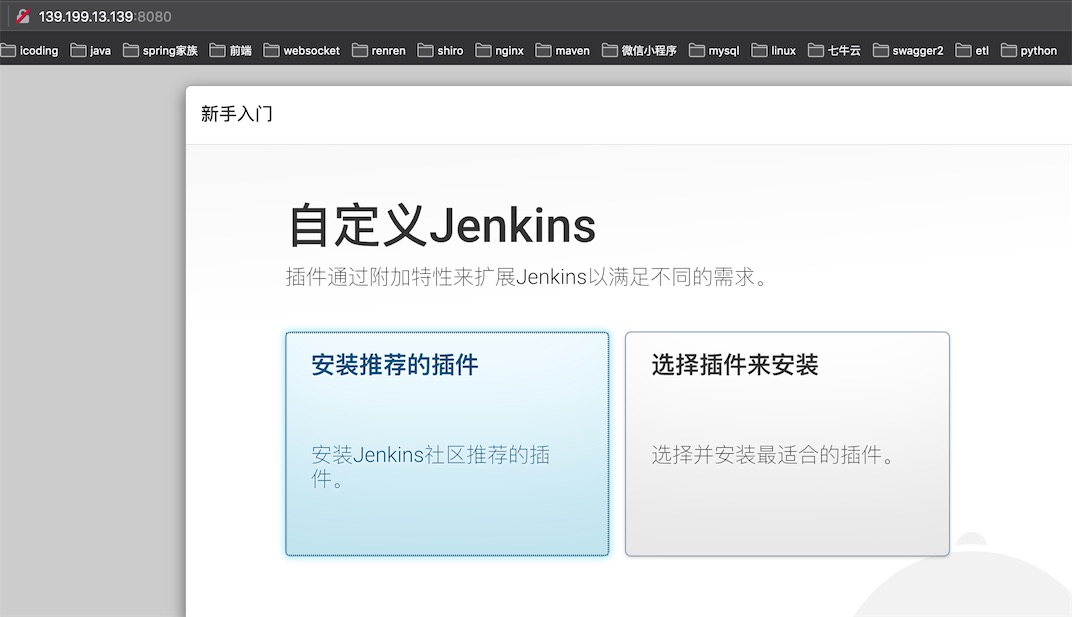 139.199.13.139:8080
icoding java spring家族 前端 websocket renren shiro nginx maven 微信小程序 mysql linux 七牛云 swagger2 etl python
新手入门
自定义Jenkins
插件通过附加特性来扩展Jenkins以满足不同的需求。
安装推荐的插件
安装Jenkins社区推荐的插
件。
选择插件来安装
选择并安装最适合的插件。